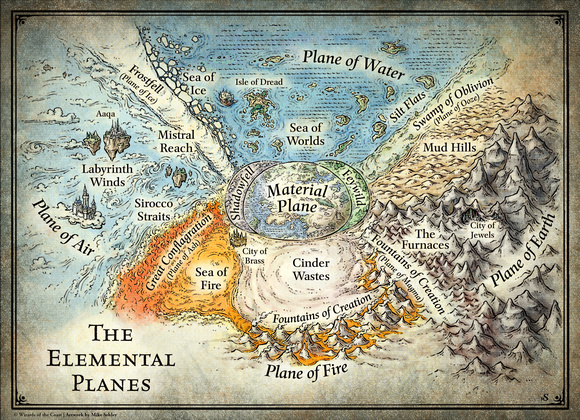 Plane of Water
Frostfell
(Plane of Ice)
Sea of
Ice
Isle of Dread
Silt Flats
Swamp of Oblivion
(Plane of Ooze)
Aaqa
Mistral
Reach
Sea of
Worlds
Mud Hills
Labyrinth
Winds
Shadowfell
Material
Plane
Feywild
Plane of Air
Sirocco
Straits
Great Conflagration
(Plane of Ash)
City of
Brass
The
Furnaces
City of
Jewels
Plane of Earth
Sea of
Fire
Cinder
Wastes
Fountains of Creation
(Plane of Magma)
Fountains of Creation
Plane of Fire
The
Elemental
Planes
© Wizards of the Coast | Artwork by Mike Schley